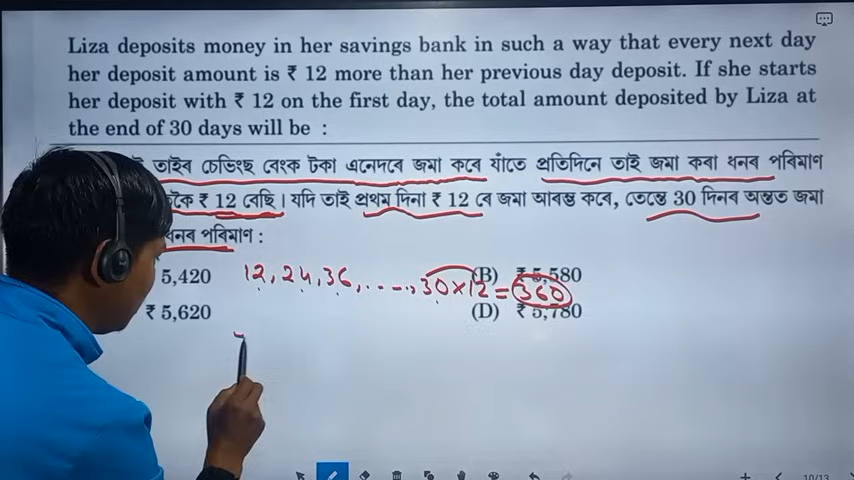 Liza deposits money in her savings bank in such a way that every next day
her deposit amount is ₹ 12 more than her previous day deposit. If she starts
her deposit with ₹ 12 on the first day, the total amount deposited by Liza at
the end of 30 days will be :
তাইৰ চেভিংছ বেংক টকা এনেদৰে জমা কৰে যাঁতে প্ৰতিদিনে তাই জমা কৰা ধনৰ পৰিমাণ
₹ 12 বেছি। যদি তাই প্ৰথম দিনা ₹ 12 ৰে জমা আৰম্ভ কৰে, তেন্তে 30 দিনৰ অন্তত জমা
ধনৰ পৰিমাণ :
5,420 (B) ₹ 5,580
12, 24, 36, ...., 30×12 = 360
₹ 5,620 (D) ₹ 5,780
10/13